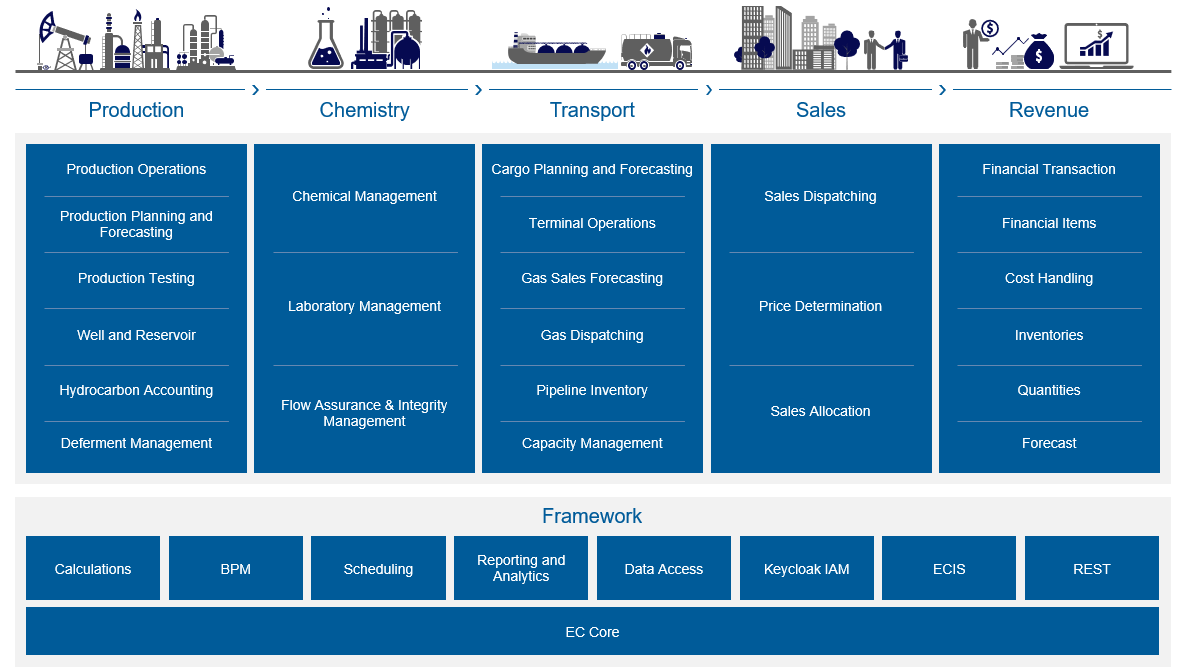 Production
Chemistry
Transport
Sales
Revenue
Production Operations
Production Planning and
Forecasting
Production Testing
Well and Reservoir
Hydrocarbon Accounting
Deferment Management
Chemical Management
Laboratory Management
Flow Assurance & Integrity
Management
Cargo Planning and Forecasting
Terminal Operations
Gas Sales Forecasting
Gas Dispatching
Pipeline Inventory
Capacity Management
Sales Dispatching
Price Determination
Sales Allocation
Financial Transaction
Financial Items
Cost Handling
Inventories
Quantities
Forecast
Framework
Calculations
BPM
Scheduling
Reporting and
Analytics
Data Access
Keycloak IAM
ECIS
REST
EC Core